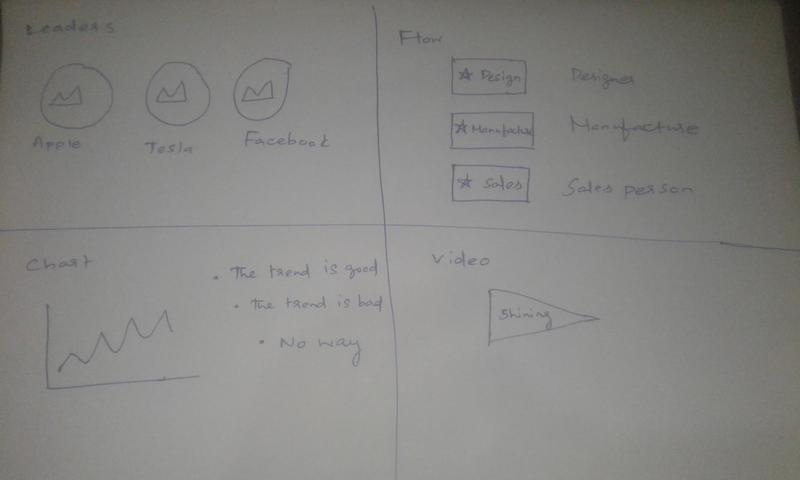 Leaders
Apple
Tesla
Facebook
Flow
Design Designer
Manufacture Manufacture
Sales Sales person
Chart
The trend is good
The trend is bad
No way
Video
Shining